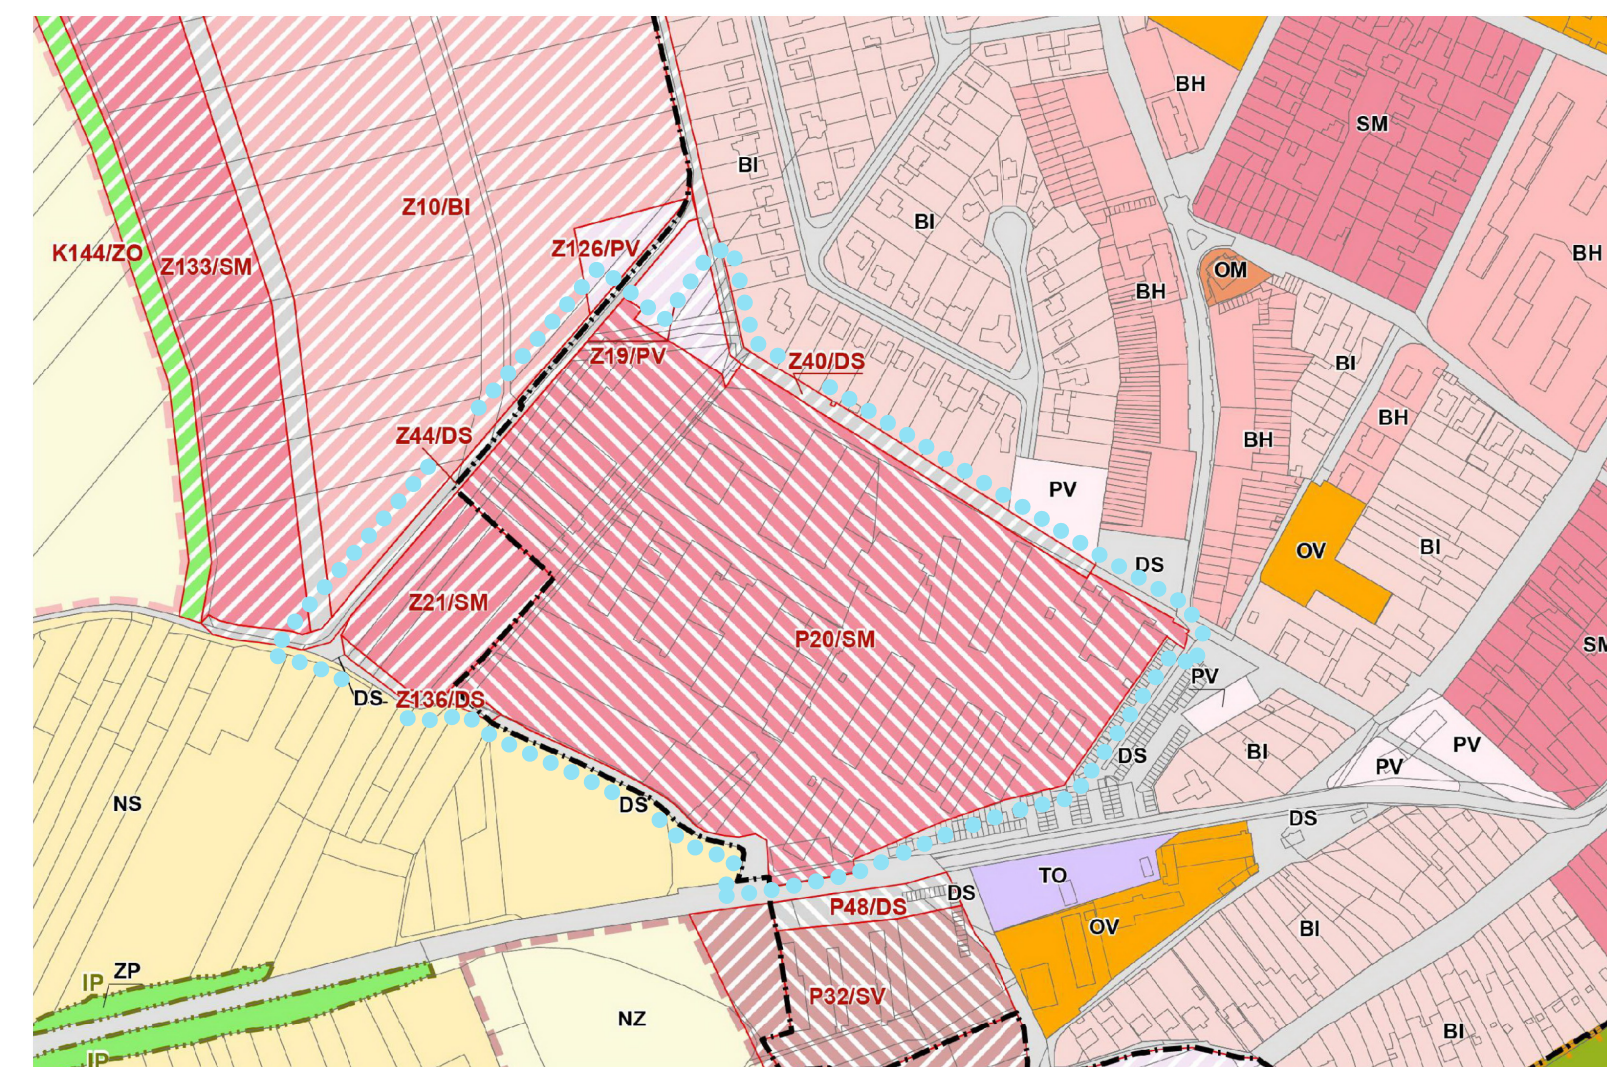 BH
SM
BI
Z10/BI
BI
K144/ZO
Z133/SM
Z126/PV
BH
OM
BH
Z19/PV
Z40/DS
BI
BH
Z44/DS
BH
PV
OV
BI
DS
Z21/SM
P20/SM
SM
PV
DS
Z136/DS
DS
BI
PV
PV
NS
DS
DS
TO
DS
P48/DS
OV
BI
ZP
IP
P32/SV
NZ
BI
IP